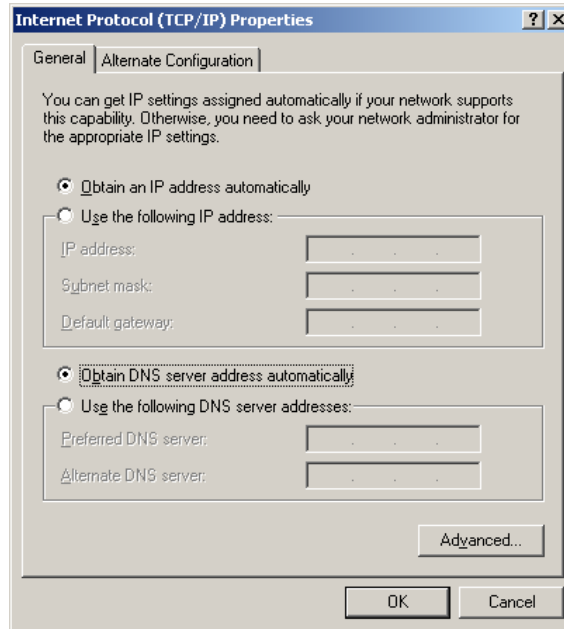 Internet Protocol (TCP/IP) Properties
General
Alternate Configuration
You can get IP settings assigned automatically if your network supports
this capability. Otherwise, you need to ask your network administrator for
the appropriate IP settings.
Obtain an IP address automatically
Use the following IP address:
IP address:
Subnet mask:
Default gateway:
Obtain DNS server address automatically
Use the following DNS server addresses:
Preferred DNS server:
Alternate DNS server:
Advanced...
OK
Cancel